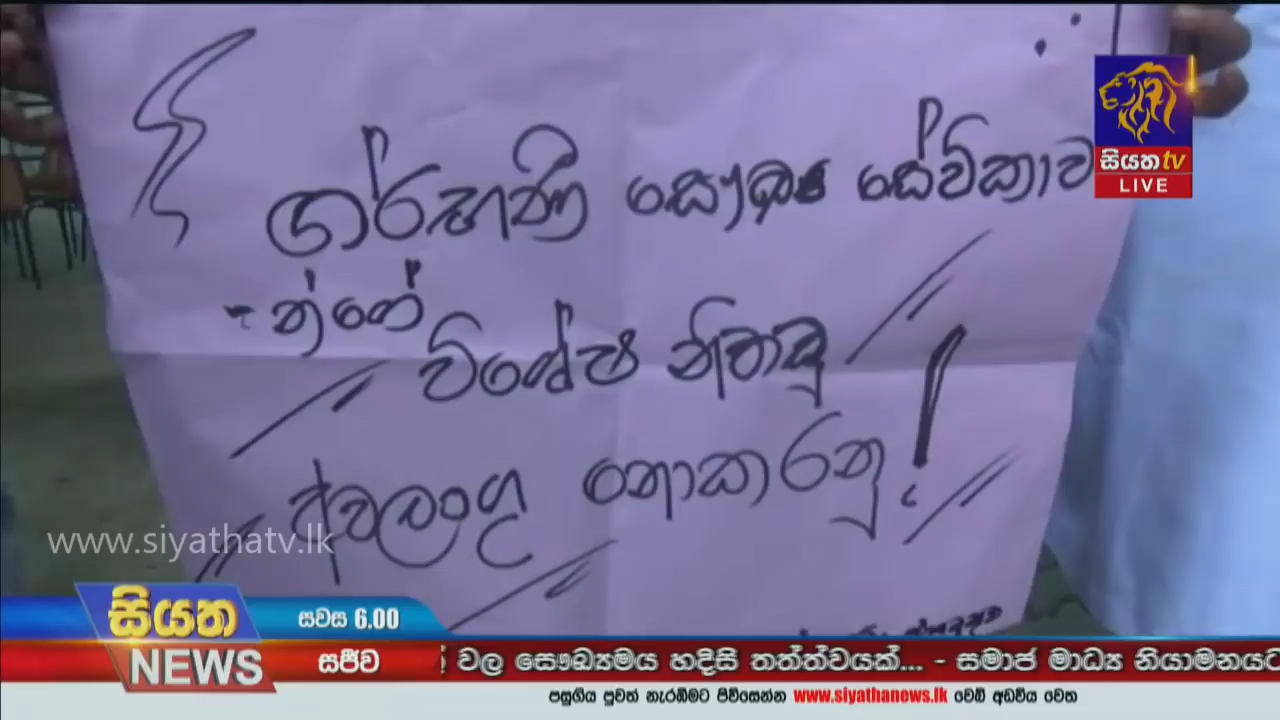 සියත tv
LIVE
ගර්භණී සෞඛ්‍ය සේවිකාව
- න්ගේ
විශේෂ නිවාඩු
අවලංගු නොකරනු !
www.siyathatv.lk
සියත
NEWS
සවස 6.00
සජීව
වල සෞඛ්‍යමය හදිසි තත්ත්වයක්... - සමාජ මාධ්‍ය නියාමනයට
පසුගිය පුවත් නැරඹීමට පිවිසෙන්න www.siyathanews.lk වෙබ් අඩවිය වෙත